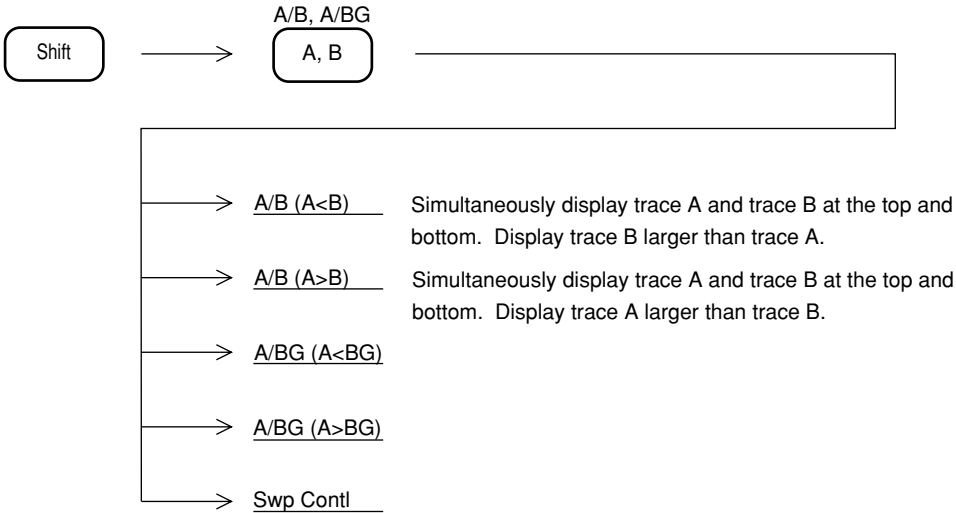 A/B, A/BG
Shift
A, B
A/B (A<B)
Simultaneously display trace A and trace B at the top and
bottom.  Display trace B larger than trace A.
A/B (A>B)
Simultaneously display trace A and trace B at the top and
bottom.  Display trace A larger than trace B.
A/BG (A<BG)
A/BG (A>BG)
Swp Contl